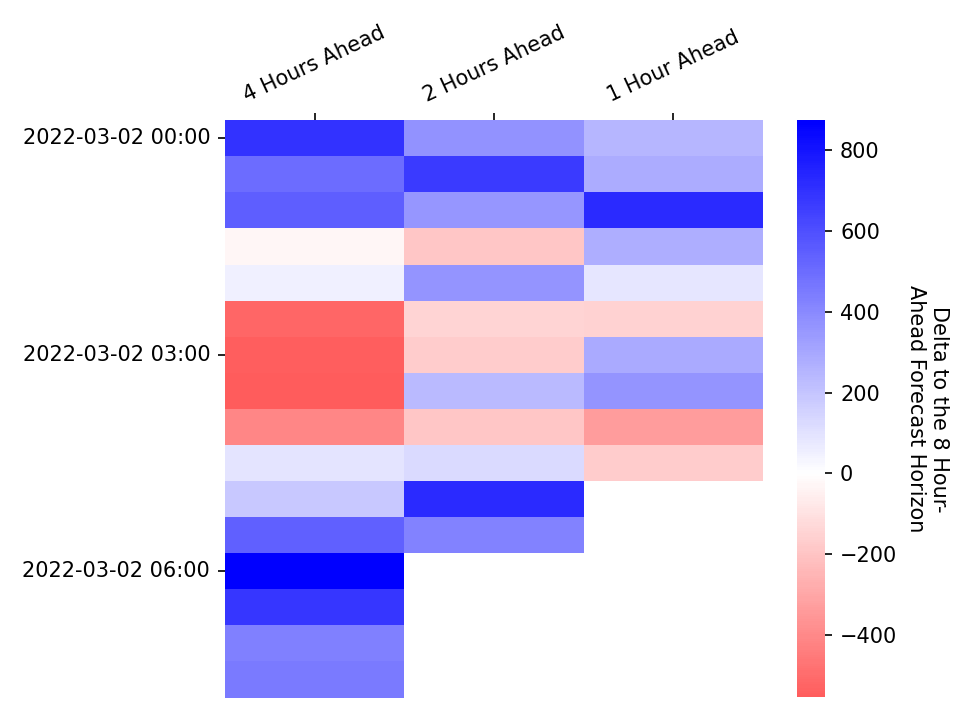 4 Hours Ahead
2 Hours Ahead
1 Hour Ahead
2022-03-02 00:00
2022-03-02 03:00
2022-03-02 06:00
800
600
400
200
0
−200
−400
Delta to the 8 Hour-
Ahead Forecast Horizon